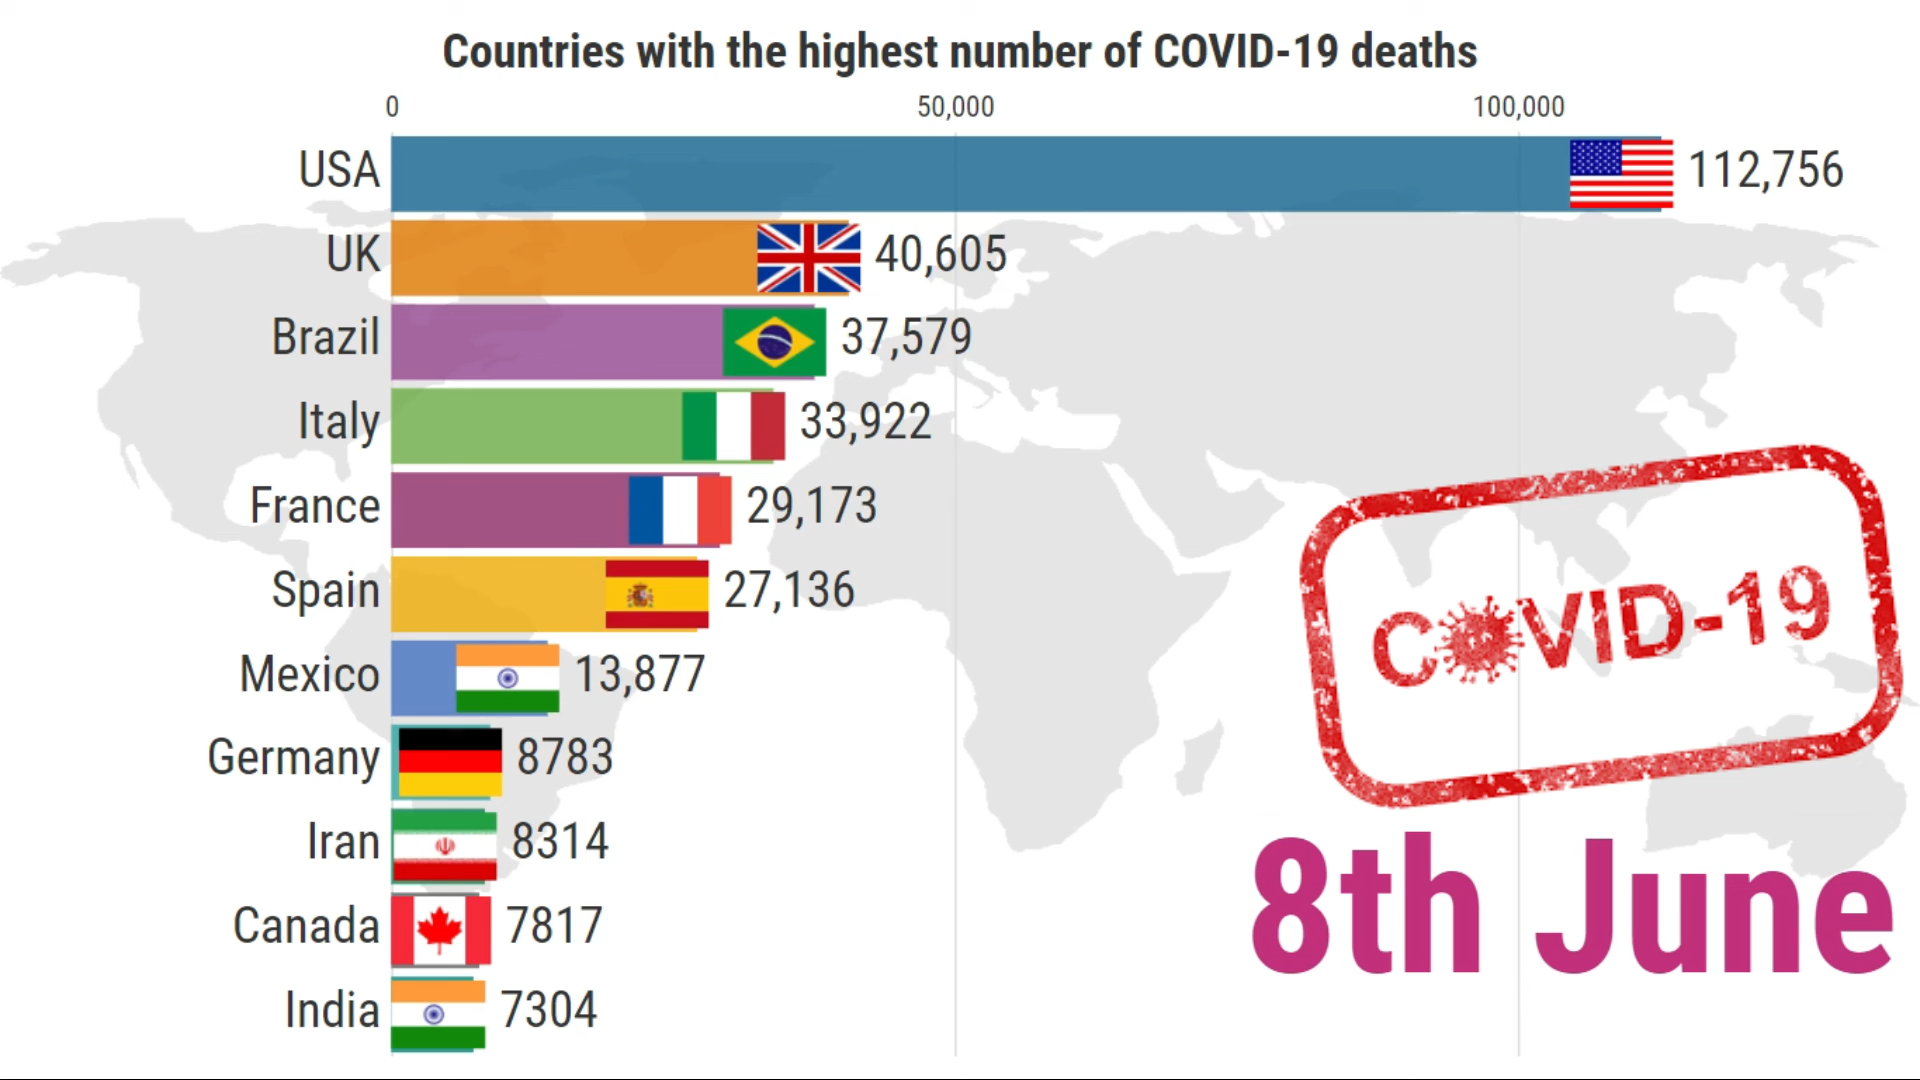 Countries with the highest number of COVID-19 deaths
0 50,000 100,000
USA 112,756
UK 40,605
Brazil 37,579
Italy 33,922
France 29,173
Spain 27,136
Mexico 13,877
Germany 8783
Iran 8314
Canada 7817
India 7304
COVID-19
8th June